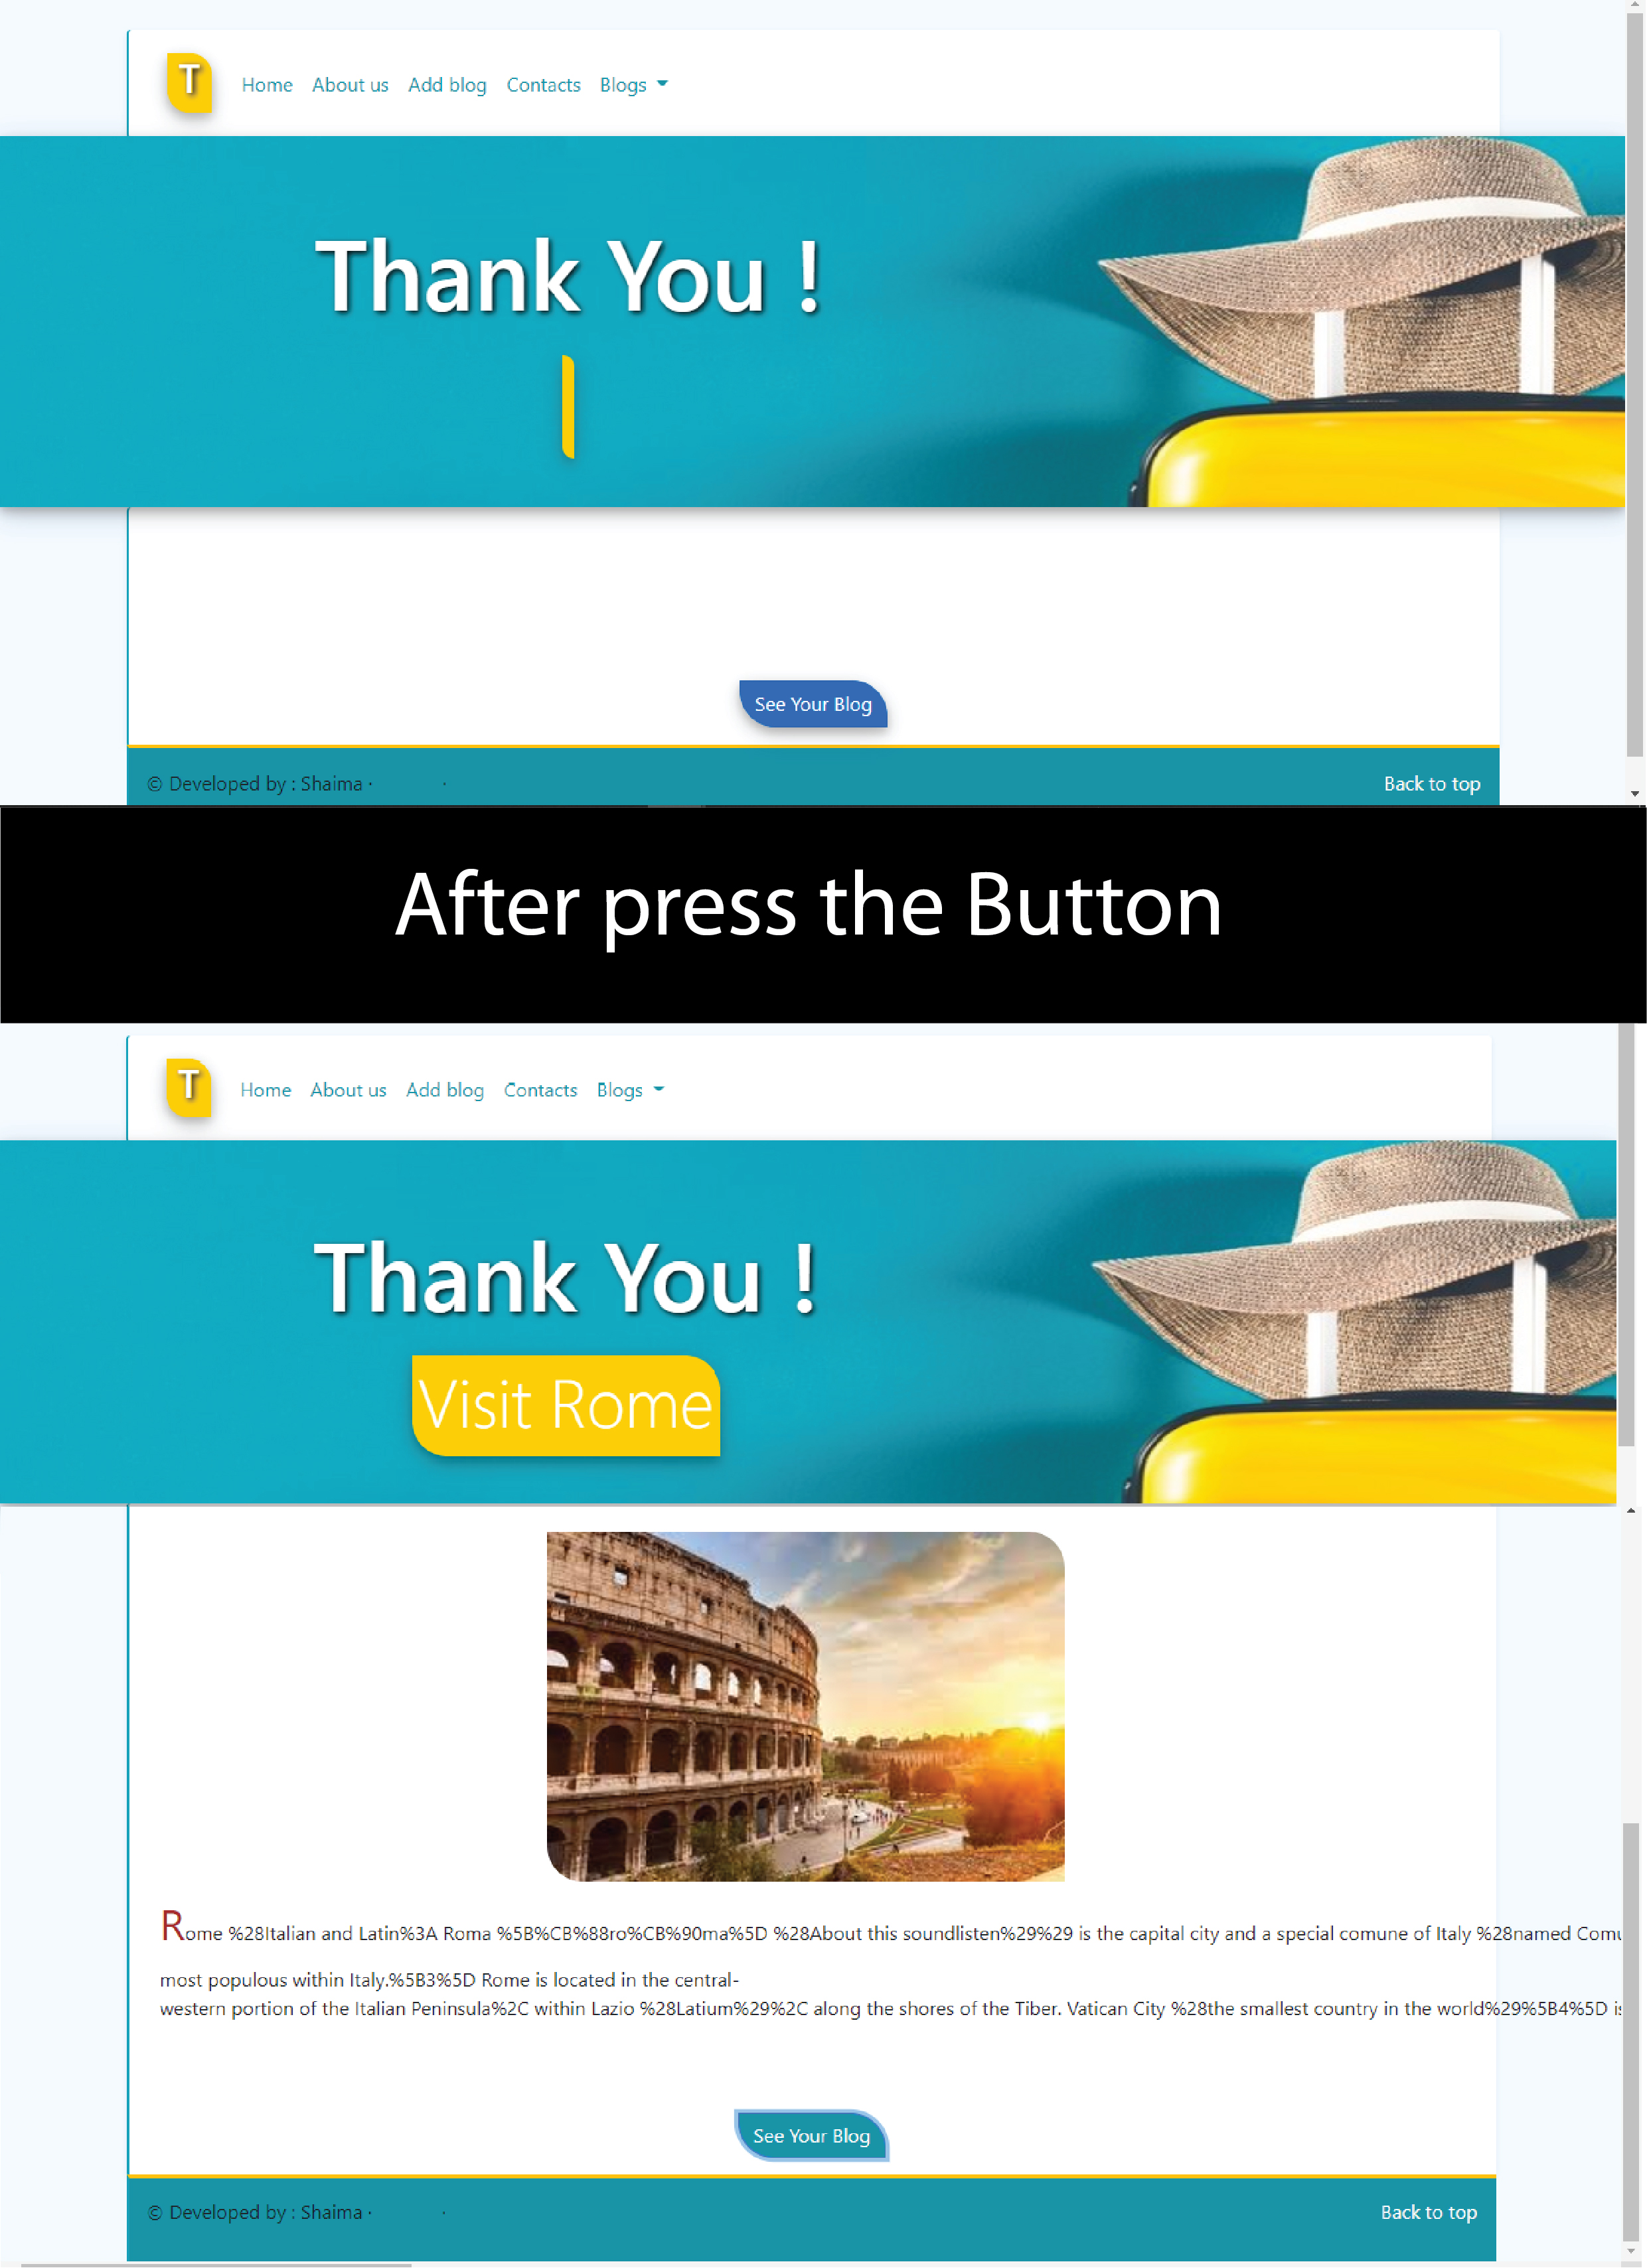 T
Home About us Add blog Contacts Blogs
Thank You !
See Your Blog
© Developed by : Shaima · ·
Back to top
After press the Button
T
Home About us Add blog Contacts Blogs
Thank You !
Visit Rome
Rome %28Italian and Latin%3A Roma %5B%CB%88ro%CB%90ma%5D %28About this soundlisten%29%29 is the capital city and a special comune of Italy %28named
most populous within Italy.%5B3%5D Rome is located in the central-
western portion of the Italian Peninsula%2C within Lazio %28Latium%29%2C along the shores of the Tiber. Vatican City %28the smallest country in the world%29%5B4%5D
See Your Blog
© Developed by : Shaima · ·
Back to top